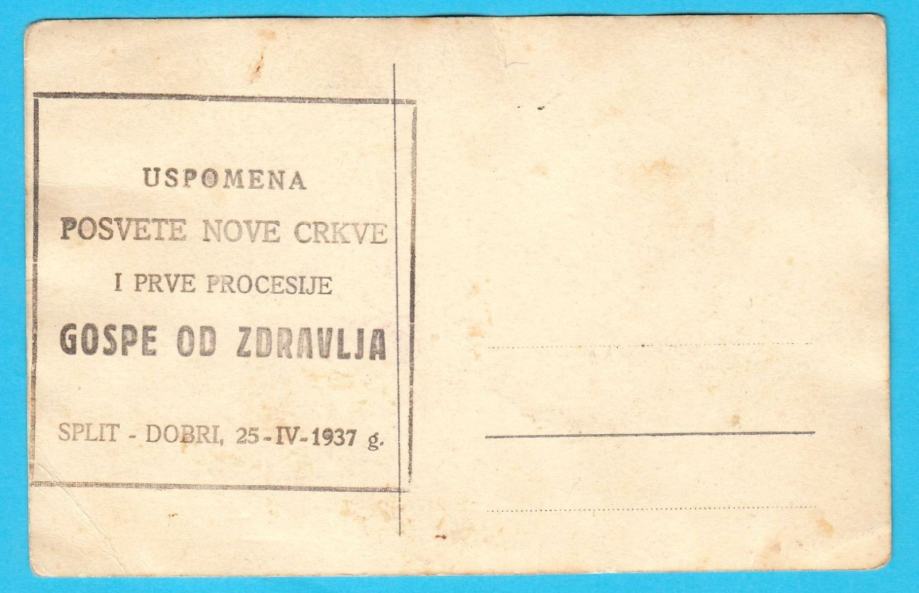 USPOMENA
POSVETE NOVE CRKVE
I PRVE PROCESIJE
GOSPE OD ZDRAVLJA
SPLIT - DOBRI, 25-IV-1937 g.